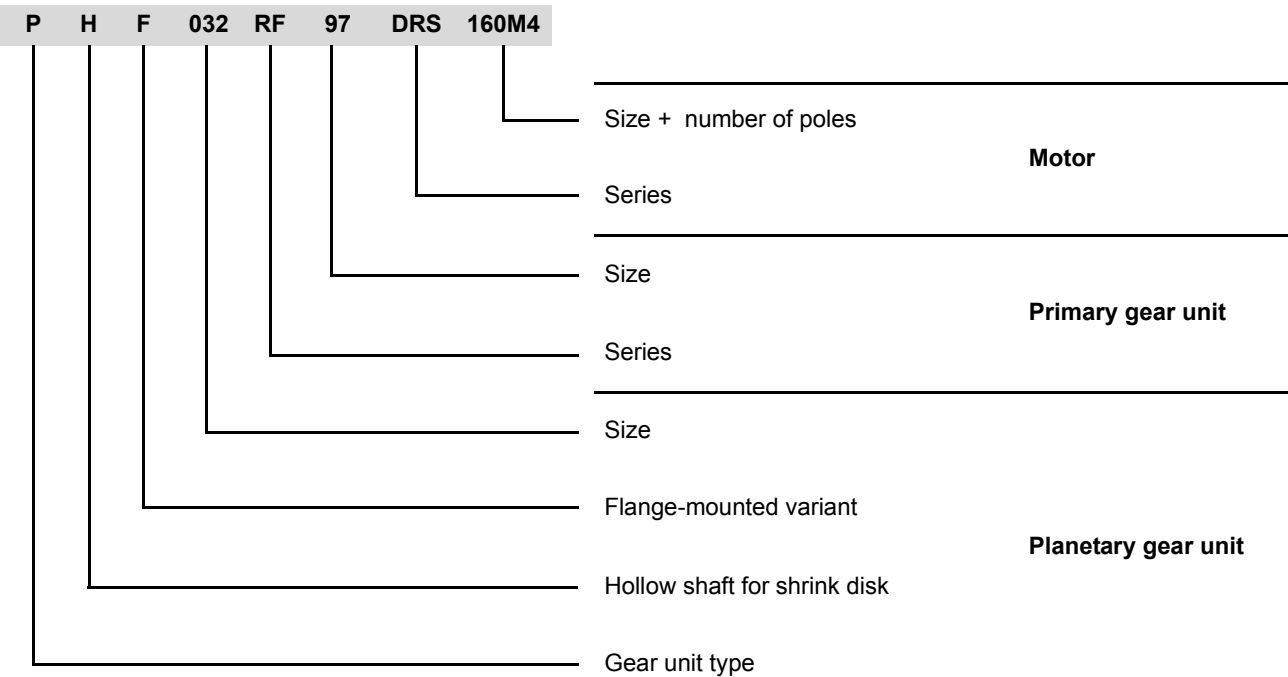 P H F 032 RF 97 DRS 160M4
Size + number of poles
Motor
Series
Size
Primary gear unit
Series
Size
Flange-mounted variant
Planetary gear unit
Hollow shaft for shrink disk
Gear unit type